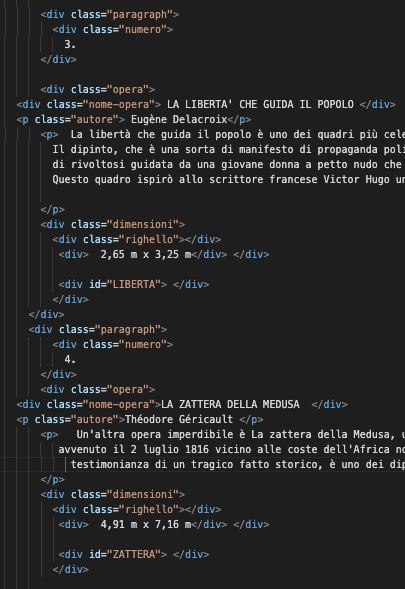 <div class="paragraph">
<div class="numero">
3.
</div>
<div class="opera">
<div class="nome-opera"> LA LIBERTA' CHE GUIDA IL POPOLO </div>
<p class="autore"> Eugène Delacroix</p>
<p> La libertà che guida il popolo è uno dei quadri più cele
Il dipinto, che è una sorta di manifesto di propaganda poli
di rivoltosi guidata da una giovane donna a petto nudo che
Questo quadro ispirò allo scrittore francese Victor Hugo un
</p>
<div class="dimensioni">
<div class="righello"></div>
<div> 2,65 m x 3,25 m</div> </div>
<div id="LIBERTA"> </div>
</div>
</div>
<div class="paragraph">
<div class="numero">
4.
</div>
<div class="opera">
<div class="nome-opera">LA ZATTERA DELLA MEDUSA </div>
<p class="autore">Théodore Géricault </p>
<p> Un'altra opera imperdibile è La zattera della Medusa, u
avvenuto il 2 luglio 1816 vicino alle coste dell'Africa no
testimonianza di un tragico fatto storico, è uno dei dip
</p>
<div class="dimensioni">
<div class="righello"></div>
<div> 4,91 m x 7,16 m</div> </div>
<div id="ZATTERA"> </div>
</div>